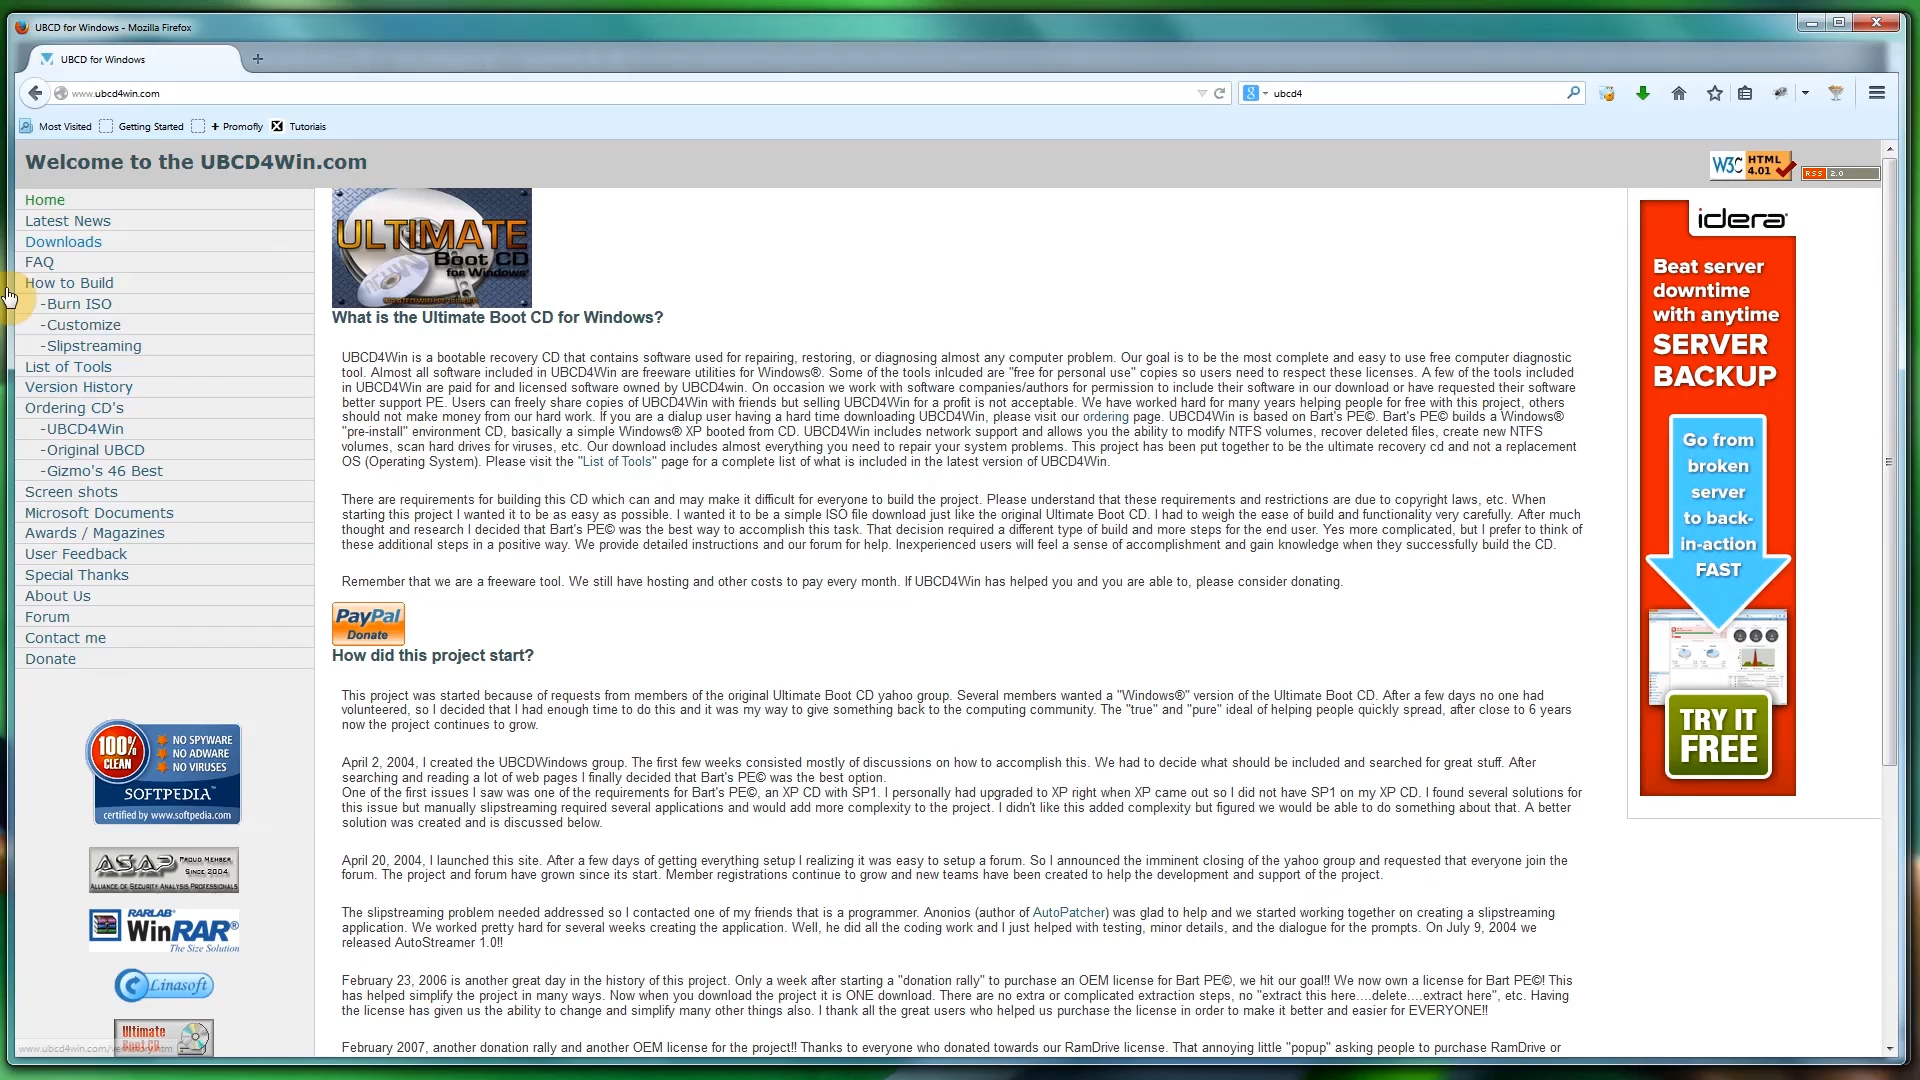 UBCD for Windows - Mozilla Firefox
UBCD for Windows
www.ubcd4win.com
ubcd4
Most Visited
Getting Started
+ Promofly
Tutoriais
Welcome to the UBCD4Win.com
W3C HTML 4.01
RSS 2.0
Home
Latest News
Downloads
FAQ
How to Build
-Burn ISO
-Customize
-Slipstreaming
List of Tools
Version History
Ordering CD's
-UBCD4Win
-Original UBCD
-Gizmo's 46 Best
Screen shots
Microsoft Documents
Awards / Magazines
User Feedback
Special Thanks
About Us
Forum
Contact me
Donate
100% CLEAN
NO SPYWARE
NO ADWARE
NO VIRUSES
SOFTPEDIA™
certified by www.softpedia.com
ASAP PROUD MEMBER SINCE 2004
ALLIANCE OF SECURITY ANALYSIS PROFESSIONALS
RARLAB®
WinRAR®
The Size Solution
Linasoft
Ultimate
Boot CD
ULTIMATE
Boot CD
for Windows
What is the Ultimate Boot CD for Windows?
UBCD4Win is a bootable recovery CD that contains software used for repairing, restoring, or diagnosing almost any computer problem. Our goal is to be the most complete and easy to use free computer diagnostic
tool. Almost all software included in UBCD4Win are freeware utilities for Windows®. Some of the tools inlcuded are "free for personal use" copies so users need to respect these licenses. A few of the tools included
in UBCD4Win are paid for and licensed software owned by UBCD4win. On occasion we work with software companies/authors for permission to include their software in our download or have requested their software
better support PE. Users can freely share copies of UBCD4Win with friends but selling UBCD4Win for a profit is not acceptable. We have worked hard for many years helping people for free with this project, others
should not make money from our hard work. If you are a dialup user having a hard time downloading UBCD4Win, please visit our ordering page. UBCD4Win is based on Bart's PE©. Bart's PE© builds a Windows®
"pre-install" environment CD, basically a simple Windows® XP booted from CD. UBCD4Win includes network support and allows you the ability to modify NTFS volumes, recover deleted files, create new NTFS
volumes, scan hard drives for viruses, etc. Our download includes almost everything you need to repair your system problems. This project has been put together to be the ultimate recovery cd and not a replacement
OS (Operating System). Please visit the "List of Tools" page for a complete list of what is included in the latest version of UBCD4Win.
There are requirements for building this CD which can and may make it difficult for everyone to build the project. Please understand that these requirements and restrictions are due to copyright laws, etc. When
starting this project I wanted it to be as easy as possible. I wanted it to be a simple ISO file download just like the original Ultimate Boot CD. I had to weigh the ease of build and functionality very carefully. After much
thought and research I decided that Bart's PE© was the best way to accomplish this task. That decision required a different type of build and more steps for the end user. Yes more complicated, but I prefer to think of
these additional steps in a positive way. We provide detailed instructions and our forum for help. Inexperienced users will feel a sense of accomplishment and gain knowledge when they successfully build the CD.
Remember that we are a freeware tool. We still have hosting and other costs to pay every month. If UBCD4Win has helped you and you are able to, please consider donating.
PayPal
Donate
How did this project start?
This project was started because of requests from members of the original Ultimate Boot CD yahoo group. Several members wanted a "Windows®" version of the Ultimate Boot CD. After a few days no one had
volunteered, so I decided that I had enough time to do this and it was my way to give something back to the computing community. The "true" and "pure" ideal of helping people quickly spread, after close to 6 years
now the project continues to grow.
April 2, 2004, I created the UBCDWindows group. The first few weeks consisted mostly of discussions on how to accomplish this. We had to decide what should be included and searched for great stuff. After
searching and reading a lot of web pages I finally decided that Bart's PE© was the best option.
One of the first issues I saw was one of the requirements for Bart's PE©, an XP CD with SP1. I personally had upgraded to XP right when XP came out so I did not have SP1 on my XP CD. I found several solutions for
this issue but manually slipstreaming required several applications and would add more complexity to the project. I didn't like this added complexity but figured we would be able to do something about that. A better
solution was created and is discussed below.
April 20, 2004, I launched this site. After a few days of getting everything setup I realizing it was easy to setup a forum. So I announced the imminent closing of the yahoo group and requested that everyone join the
forum. The project and forum have grown since its start. Member registrations continue to grow and new teams have been created to help the development and support of the project.
The slipstreaming problem needed addressed so I contacted one of my friends that is a programmer. Anonios (author of AutoPatcher) was glad to help and we started working together on creating a slipstreaming
application. We worked pretty hard for several weeks creating the application. Well, he did all the coding work and I just helped with testing, minor details, and the dialogue for the prompts. On July 9, 2004 we
released AutoStreamer 1.0!!
February 23, 2006 is another great day in the history of this project. Only a week after starting a "donation rally" to purchase an OEM license for Bart PE©, we hit our goal!! We now own a license for Bart PE©! This
has helped simplify the project in many ways. Now when you download the project it is ONE download. There are no extra or complicated extraction steps, no "extract this here....delete....extract here", etc. Having
the license has given us the ability to change and simplify many other things also. I thank all the great users who helped us purchase the license in order to make it better and easier for EVERYONE!!
February 2007, another donation rally and another OEM license for the project!! Thanks to everyone who donated towards our RamDrive license. That annoying little "popup" asking people to purchase RamDrive or
idera
Beat server
downtime
with anytime
SERVER
BACKUP
Go from
broken
server
to back-
in-action
FAST
TRY IT
FREE